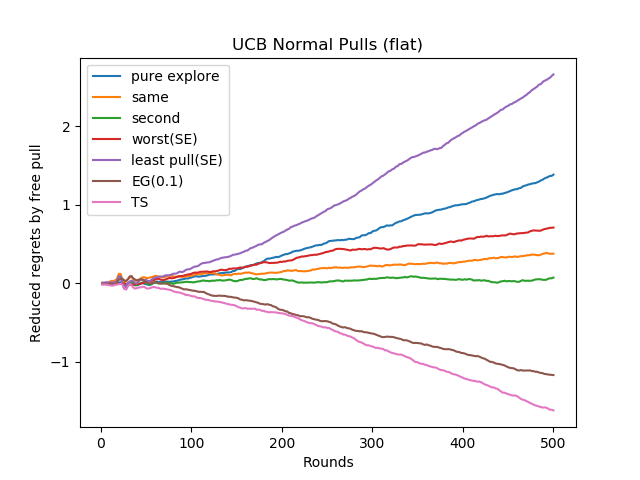 UCB Normal Pulls (flat)
Reduced regrets by free pull
pure explore
same
second
worst(SE)
least pull(SE)
EG(0.1)
TS
2
1
0
−1
0 100 200 300 400 500
Rounds